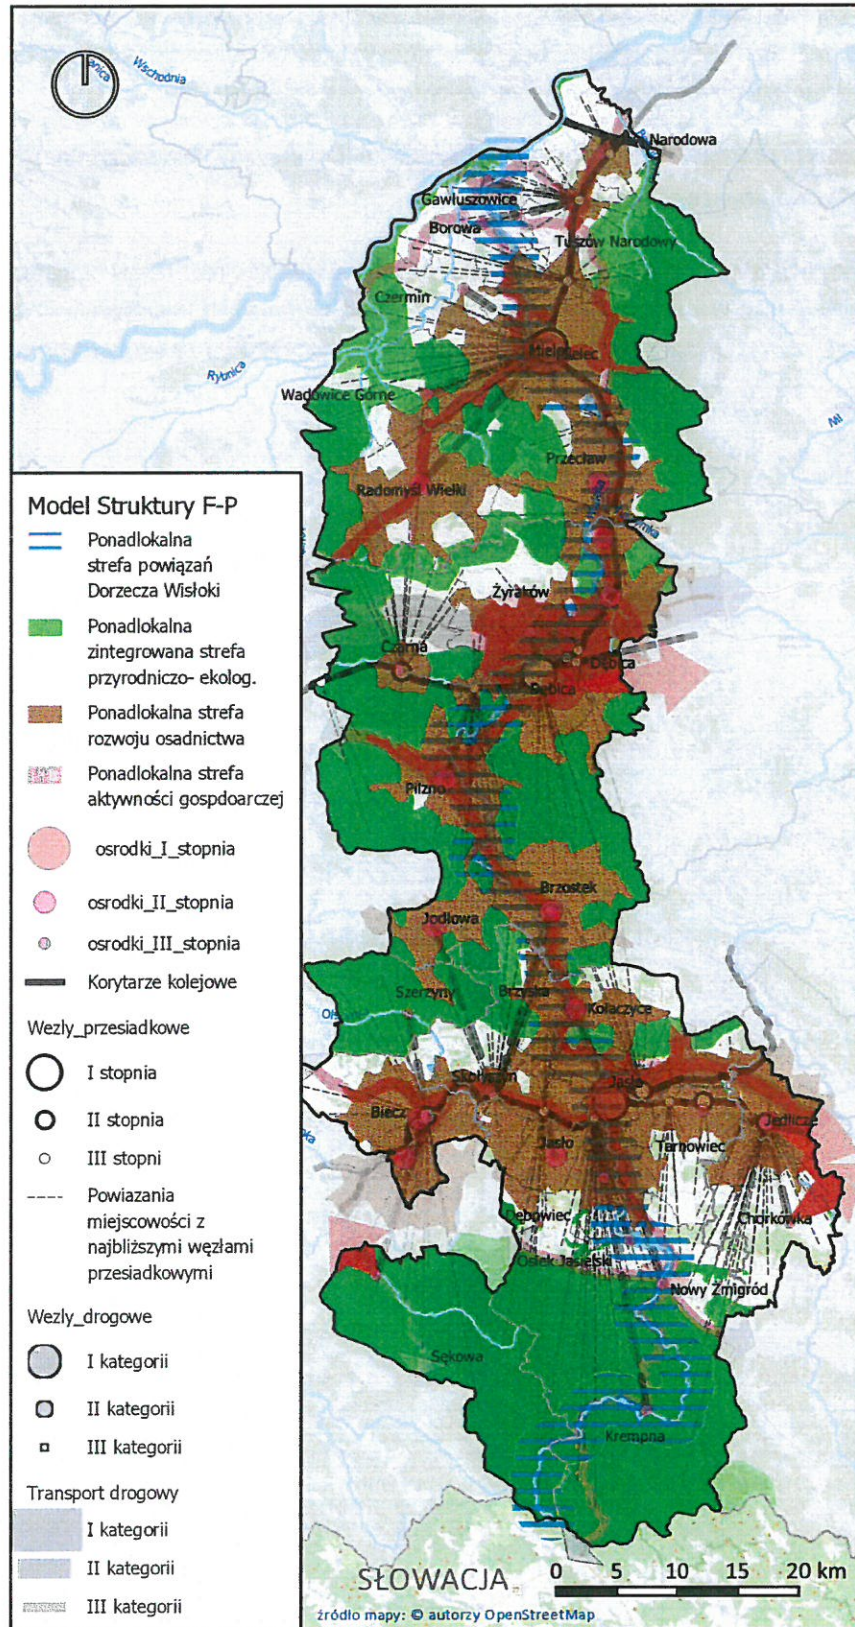 Wschodnia
Narodowa
Gawłuszowice
Borowa
Tuszów Narodowy
Czermin
Rybnica
Wadowice Górne
Przecław
Radomyśl Wielki
Żyraków
Czarna
Dębica
Dębica
Pilzno
Brzostek
Jodłowa
Szerzyny
Brzyska
Kołaczyce
Jasło
Biecz
Jedlicze
Jasło
Tarnowiec
Dębowiec
Chorkówka
Osiek Jasielski
Nowy Żmigród
Sękowa
Krempna
SŁOWACJA
0 5 10 15 20 km
źródło mapy: © autorzy OpenStreetMap
Model Struktury F-P
Ponadlokalna
strefa powiązań
Dorzecza Wisłoki
Ponadlokalna
zintegrowana strefa
przyrodniczo- ekolog.
Ponadlokalna strefa
rozwoju osadnictwa
Ponadlokalna strefa
aktywności gospdoarczej
osrodki_I_stopnia
osrodki_II_stopnia
osrodki_III_stopnia
Korytarze kolejowe
Wezly_przesiadkowe
I stopnia
II stopnia
III stopni
Powiazania
miejscowości z
najbliższymi węzłami
przesiadkowymi
Wezly_drogowe
I kategorii
II kategorii
III kategorii
Transport drogowy
I kategorii
II kategorii
III kategorii